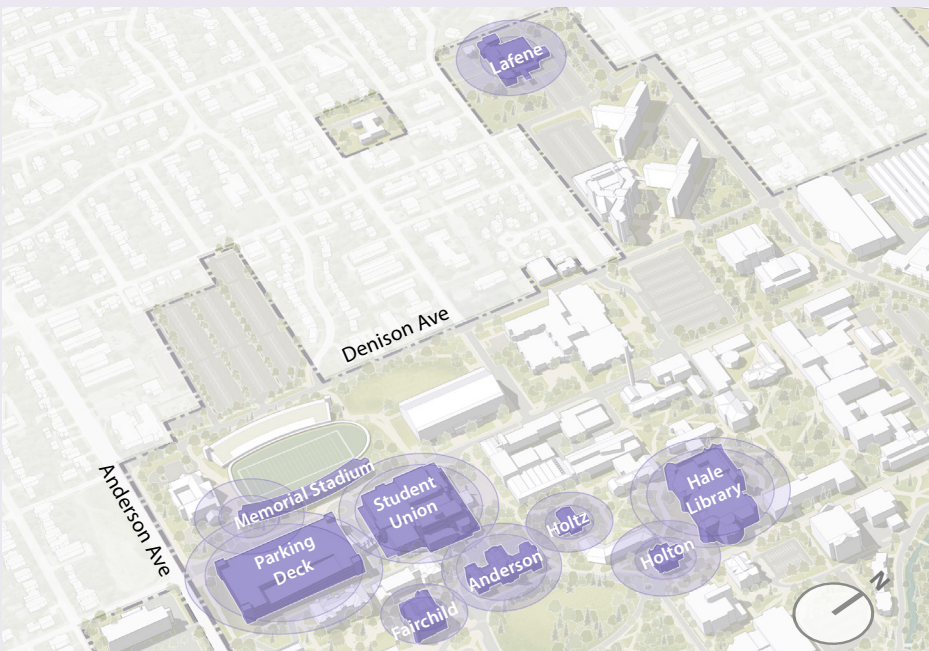 Lafene
Denison Ave
Anderson Ave
Memorial Stadium
Student
Union
Hale
Library
Parking
Deck
Holtz
Anderson
Holton
Fairchild
N